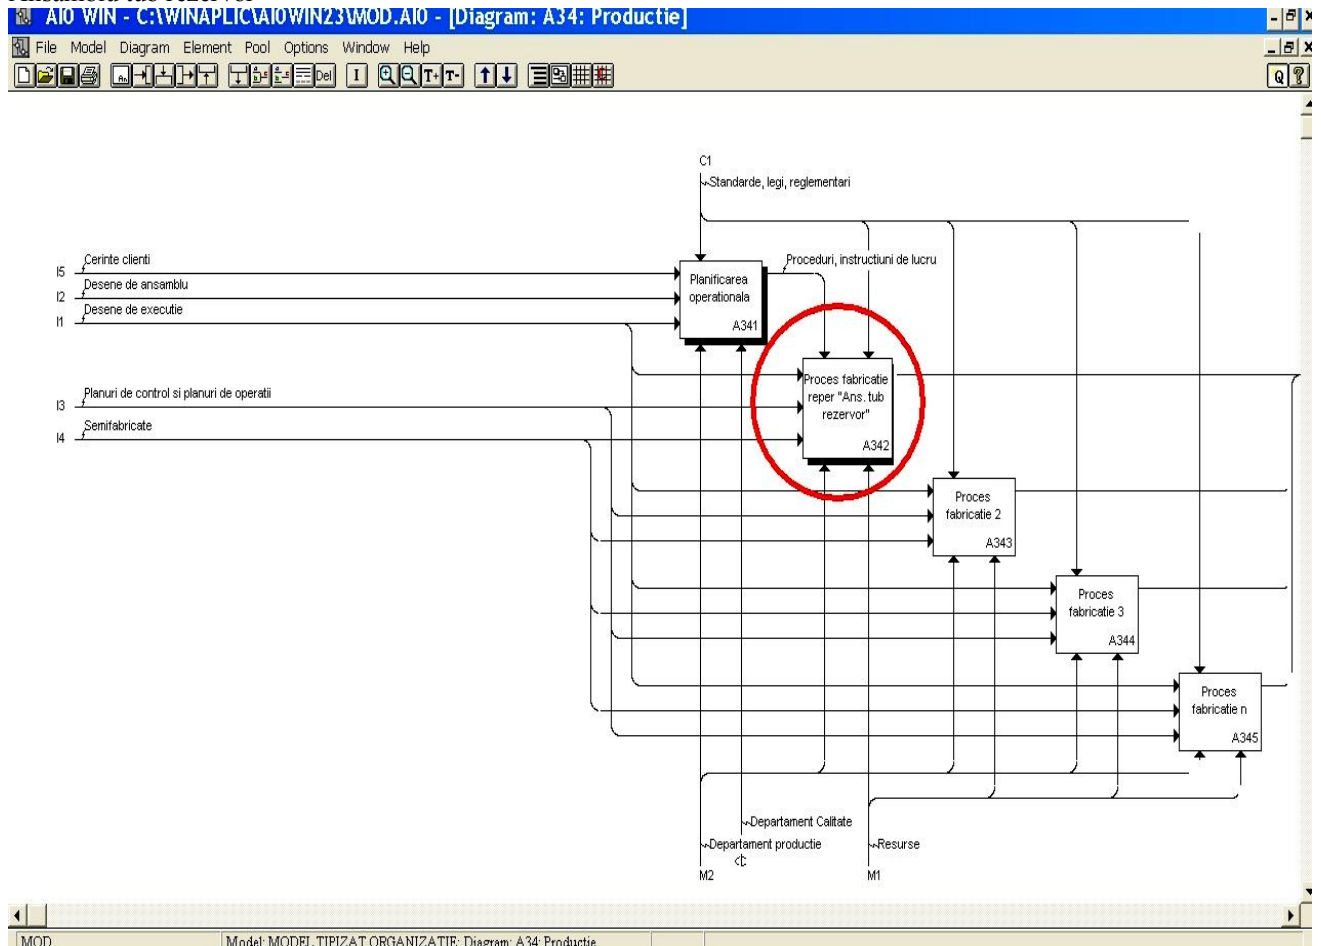 Ansamblu tub rezervor
AI0 WIN - C:\WINAPLIC\AI0WIN23\MOD.AI0 - [Diagram: A34: Productie]
File Model Diagram Element Pool Options Window Help
Del I T+ T- Q ?
C1
Standarde, legi, reglementari
Cerinte clienti
I5
Desene de ansamblu
I2
Desene de executie
I1
Planificarea
operationala
A341
Proceduri, instructiuni de lucru
Planuri de control si planuri de operatii
I3
Semifabricate
I4
Proces fabricatie
reper "Ans. tub
rezervor"
A342
Proces
fabricatie 2
A343
Proces
fabricatie 3
A344
Proces
fabricatie n
A345
Departament Calitate
Departament productie
Resurse
M2
M1
MOD Model: MODEL TIPIZAT ORGANIZATIE; Diagram: A34: Productie